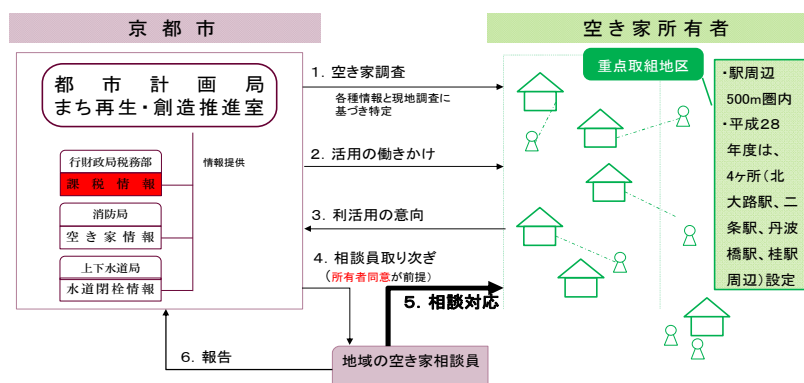 京都市
空き家所有者
都市計画局
まち再生・創造推進室
行財政局税務部
課税情報
消防局
空き家情報
上下水道局
水道閉栓情報
情報提供
1．空き家調査
各種情報と現地調査に
基づき特定
2．活用の働きかけ
3．利活用の意向
4．相談員取り次ぎ
（所有者同意が前提）
5．相談対応
6．報告
地域の空き家相談員
重点取組地区
・駅周辺
500m圏内
・平成28
年度は、
4ヶ所（北
大路駅、二
条駅、丹波
橋駅、桂駅
周辺）設定